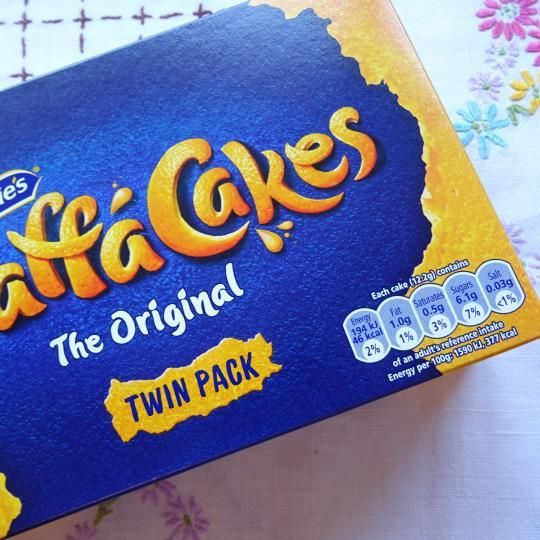 ie's
affa Cakes
The Original
TWIN PACK
Each cake (12.2g) contains
Energy 194 kJ 46 kcal 2%
Fat 1.0g 1%
Saturates 0.5g 3%
Sugars 6.1g 7%
Salt 0.03g <1%
of an adult's reference intake
Energy per 100g: 1590 kJ, 377 kcal